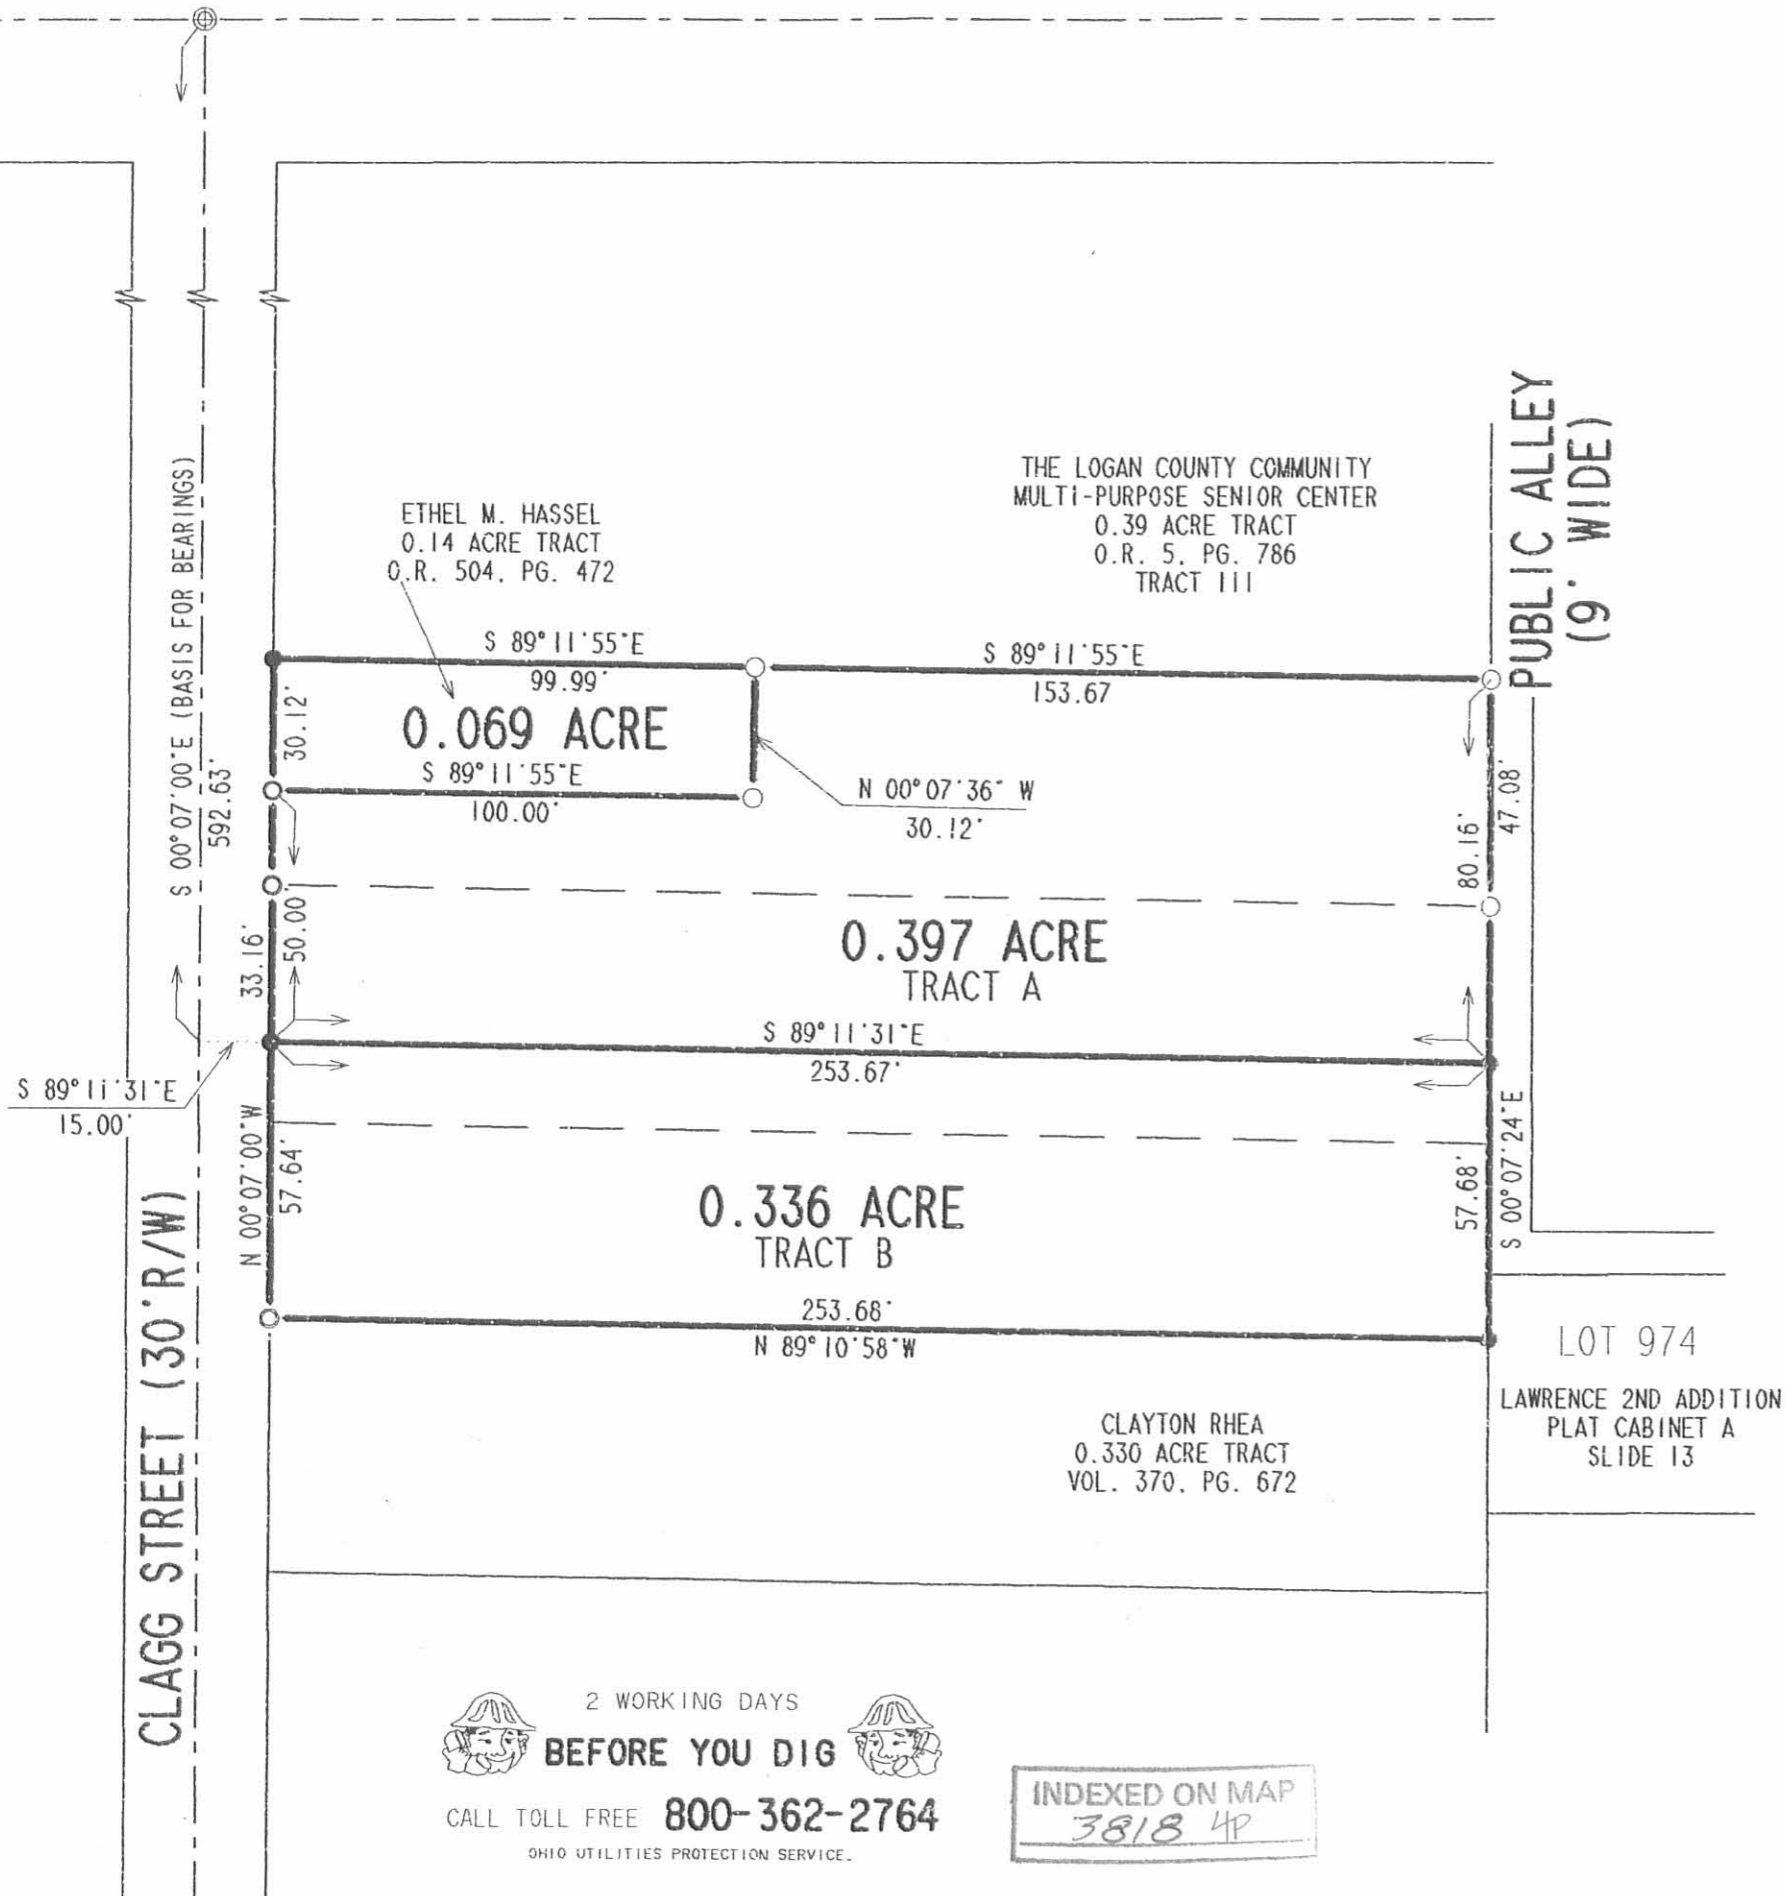 S 00°07'00"E (BASIS FOR BEARINGS)
592.63'
ETHEL M. HASSEL
0.14 ACRE TRACT
O.R. 504, PG. 472
THE LOGAN COUNTY COMMUNITY
MULTI-PURPOSE SENIOR CENTER
0.39 ACRE TRACT
O.R. 5, PG. 786
TRACT III
PUBLIC ALLEY
(9' WIDE)
S 89°11'55"E
99.99'
S 89°11'55"E
153.67
30.12'
0.069 ACRE
S 89°11'55"E
100.00'
N 00°07'36" W
30.12'
80.16'
47.08'
33.16'
50.00
0.397 ACRE
TRACT A
S 89°11'31"E
253.67'
S 89°11'31"E
15.00'
N 00°07'00"W
57.64'
0.336 ACRE
TRACT B
57.68'
S 00°07'24"E
253.68'
N 89°10'58"W
CLAGG STREET (30'R/W)
LOT 974
LAWRENCE 2ND ADDITION
PLAT CABINET A
SLIDE 13
CLAYTON RHEA
0.330 ACRE TRACT
VOL. 370, PG. 672
2 WORKING DAYS
BEFORE YOU DIG
CALL TOLL FREE 800-362-2764
OHIO UTILITIES PROTECTION SERVICE.
INDEXED ON MAP
3818 4P